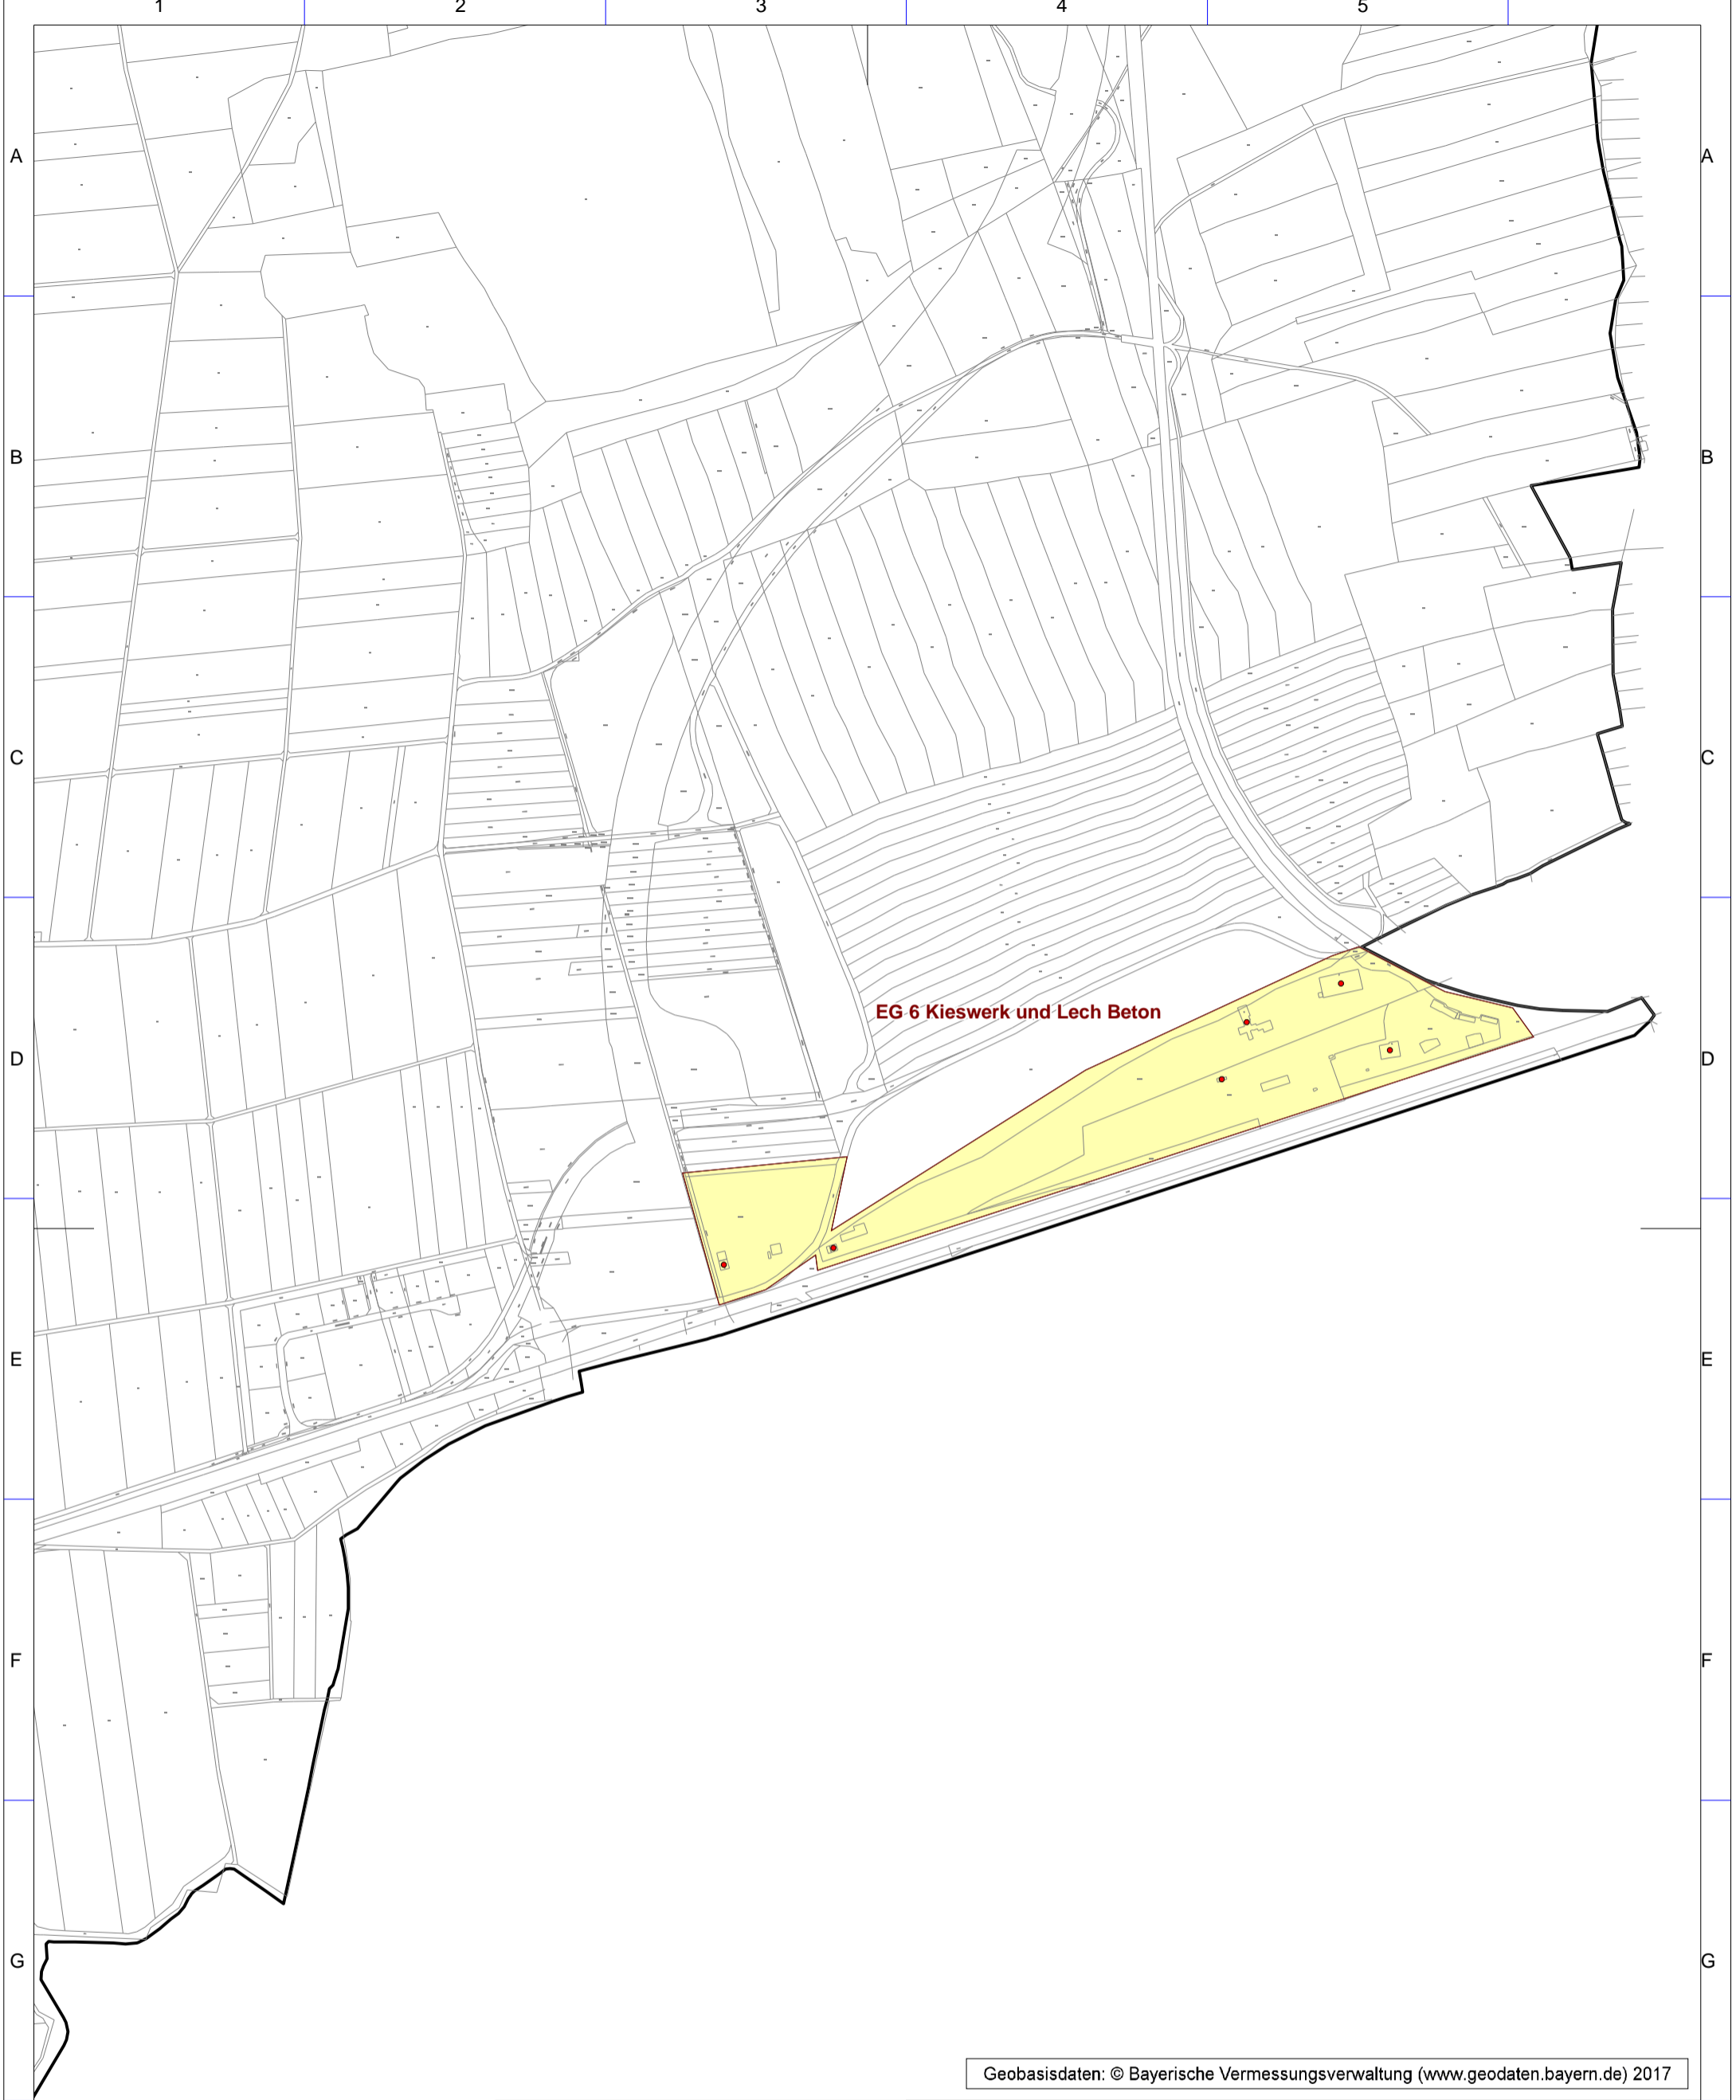 1 2 3 4 5
A A
B B
C C
EG 6 Kieswerk und Lech Beton
D D
E E
F F
G G
Geobasisdaten: © Bayerische Vermessungsverwaltung (www.geodaten.bayern.de) 2017